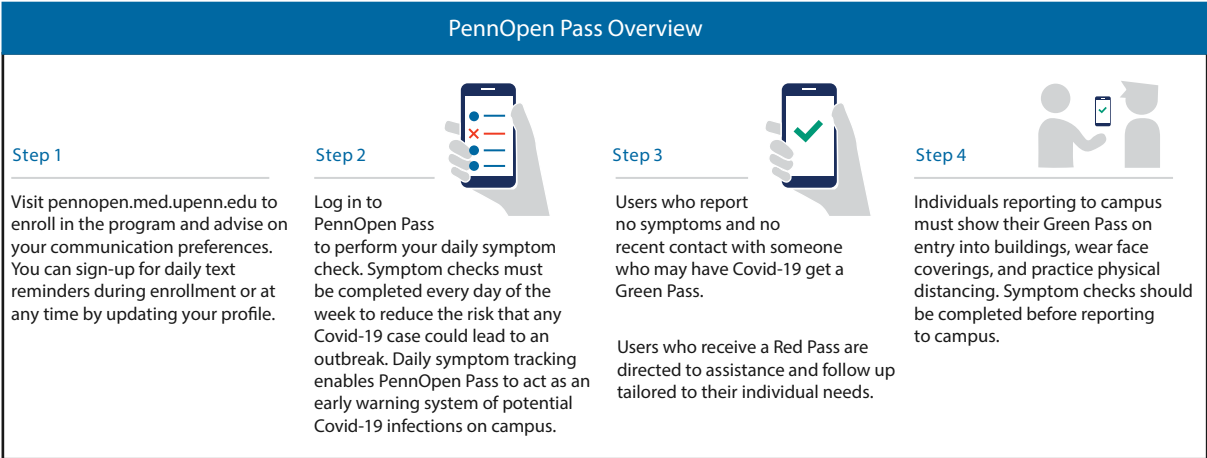 PennOpen Pass Overview
Step 1
Visit pennopen.med.upenn.edu to
enroll in the program and advise on
your communication preferences.
You can sign-up for daily text
reminders during enrollment or at
any time by updating your profile.
Step 2
Log in to
PennOpen Pass
to perform your daily symptom
check. Symptom checks must
be completed every day of the
week to reduce the risk that any
Covid-19 case could lead to an
outbreak. Daily symptom tracking
enables PennOpen Pass to act as an
early warning system of potential
Covid-19 infections on campus.
Step 3
Users who report
no symptoms and no
recent contact with someone
who may have Covid-19 get a
Green Pass.
Users who receive a Red Pass are
directed to assistance and follow up
tailored to their individual needs.
Step 4
Individuals reporting to campus
must show their Green Pass on
entry into buildings, wear face
coverings, and practice physical
distancing. Symptom checks should
be completed before reporting
to campus.